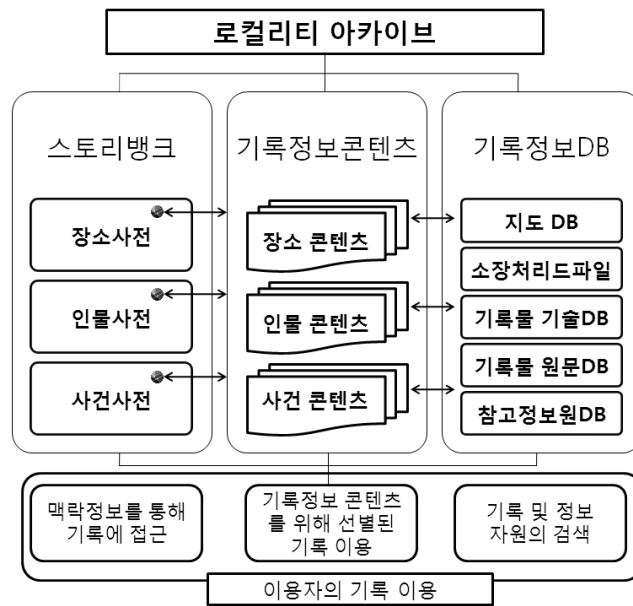 로컬리티 아카이브
스토리뱅크
장소사전
인물사전
사건사전
기록정보콘텐츠
장소 콘텐츠
인물 콘텐츠
사건 콘텐츠
기록정보DB
지도 DB
소장처리드파일
기록물 기술DB
기록물 원문DB
참고정보원DB
맥락정보를 통해
기록에 접근
기록정보 콘텐츠
를 위해 선별된
기록 이용
기록 및 정보
자원의 검색
이용자의 기록 이용